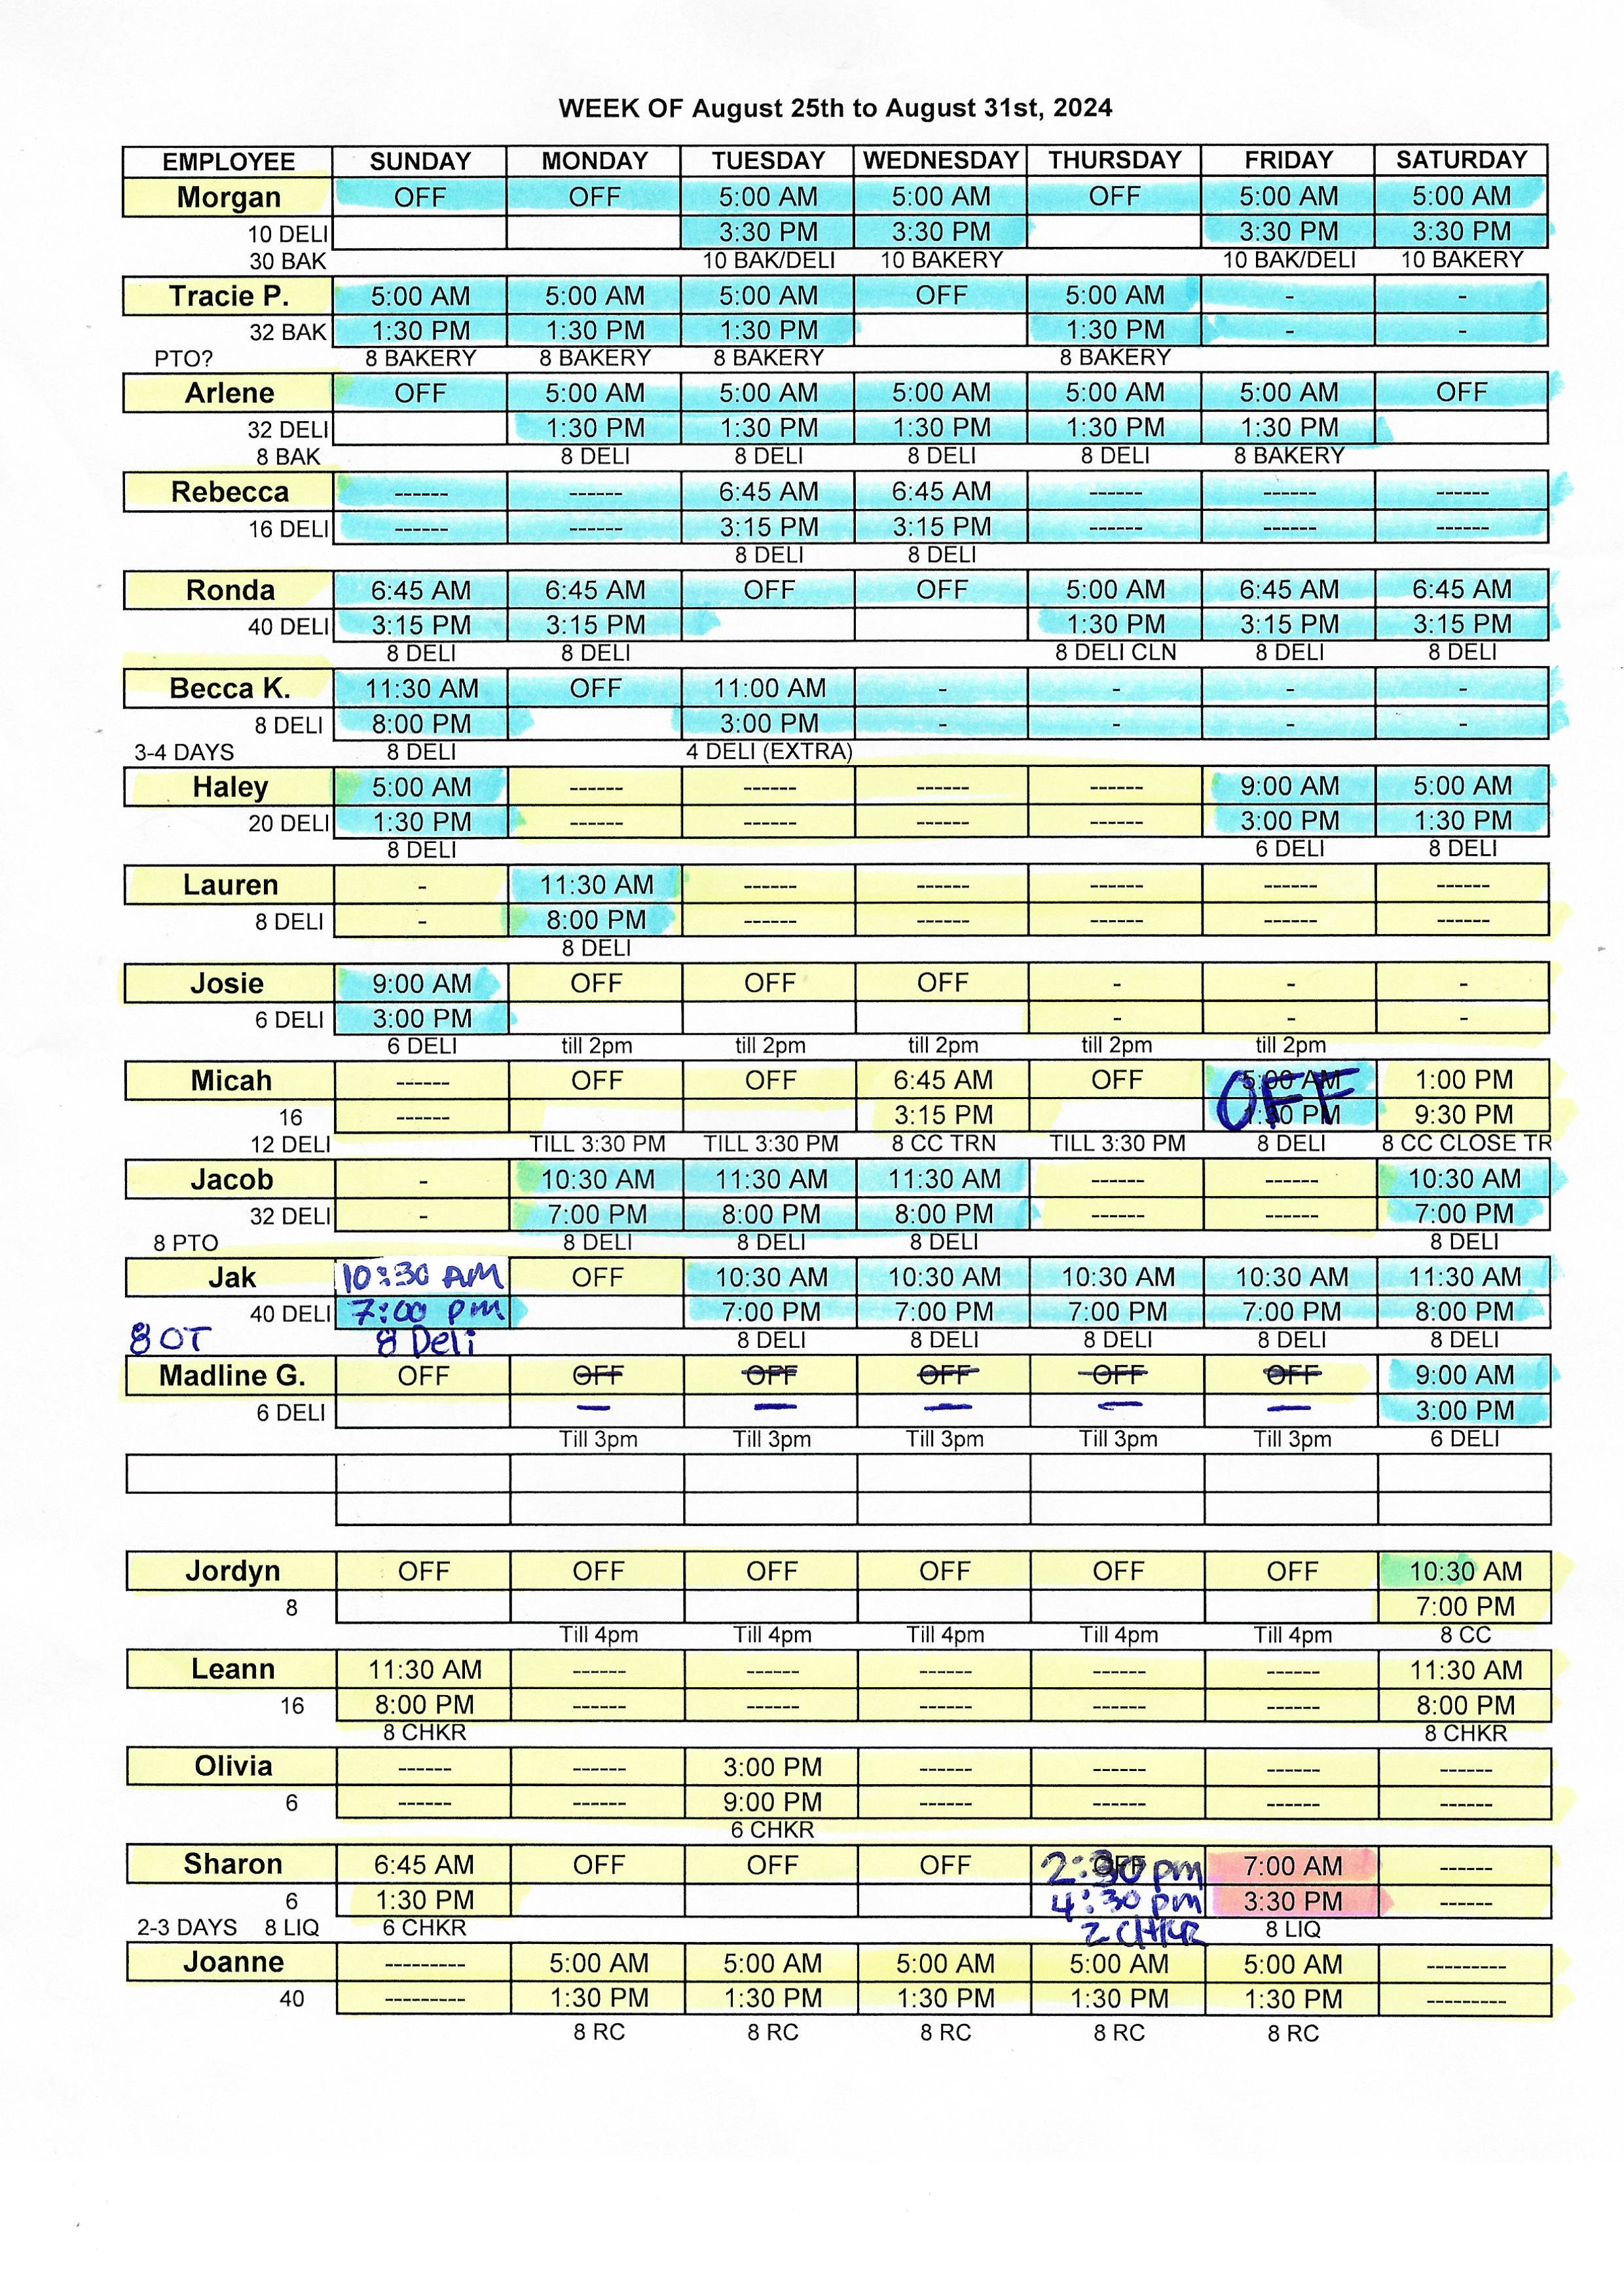 WEEK OF August 25th to August 31st, 2024
EMPLOYEE SUNDAY MONDAY TUESDAY WEDNESDAY THURSDAY FRIDAY SATURDAY
Morgan OFF OFF 5:00 AM 5:00 AM OFF 5:00 AM 5:00 AM
10 DELI 3:30 PM 3:30 PM 3:30 PM 3:30 PM
30 BAK 10 BAK/DELI 10 BAKERY 10 BAK/DELI 10 BAKERY
Tracie P. 5:00 AM 5:00 AM 5:00 AM OFF 5:00 AM - -
32 BAK 1:30 PM 1:30 PM 1:30 PM 1:30 PM - -
PTO? 8 BAKERY 8 BAKERY 8 BAKERY 8 BAKERY
Arlene OFF 5:00 AM 5:00 AM 5:00 AM 5:00 AM 5:00 AM OFF
32 DELI 1:30 PM 1:30 PM 1:30 PM 1:30 PM 1:30 PM
8 BAK 8 DELI 8 DELI 8 DELI 8 DELI 8 BAKERY
Rebecca ------ ------ 6:45 AM 6:45 AM ------ ------ ------
16 DELI ------ ------ 3:15 PM 3:15 PM ------ ------ ------
8 DELI 8 DELI
Ronda 6:45 AM 6:45 AM OFF OFF 5:00 AM 6:45 AM 6:45 AM
40 DELI 3:15 PM 3:15 PM 1:30 PM 3:15 PM 3:15 PM
8 DELI 8 DELI 8 DELI CLN 8 DELI 8 DELI
Becca K. 11:30 AM OFF 11:00 AM - - - -
8 DELI 8:00 PM 3:00 PM - - - -
3-4 DAYS 8 DELI 4 DELI (EXTRA)
Haley 5:00 AM ------ ------ ------ ------ 9:00 AM 5:00 AM
20 DELI 1:30 PM ------ ------ ------ ------ 3:00 PM 1:30 PM
8 DELI 6 DELI 8 DELI
Lauren - 11:30 AM ------ ------ ------ ------ ------
8 DELI - 8:00 PM ------ ------ ------ ------ ------
8 DELI
Josie 9:00 AM OFF OFF OFF - - -
6 DELI 3:00 PM - - -
6 DELI till 2pm till 2pm till 2pm till 2pm till 2pm
Micah ------ OFF OFF 6:45 AM OFF 5:00 AM OFF 1:00 PM
16 ------ 3:15 PM 1:30 PM 9:30 PM
12 DELI TILL 3:30 PM TILL 3:30 PM 8 CC TRN TILL 3:30 PM 8 DELI 8 CC CLOSE TR
Jacob - 10:30 AM 11:30 AM 11:30 AM ------ ------ 10:30 AM
32 DELI - 7:00 PM 8:00 PM 8:00 PM ------ ------ 7:00 PM
8 PTO 8 DELI 8 DELI 8 DELI 8 DELI
Jak 10:30 AM OFF 10:30 AM 10:30 AM 10:30 AM 10:30 AM 11:30 AM
40 DELI 7:00 pm 7:00 PM 7:00 PM 7:00 PM 7:00 PM 8:00 PM
8 OT 8 Deli 8 DELI 8 DELI 8 DELI 8 DELI 8 DELI
Madline G. OFF OFF OFF OFF OFF OFF 9:00 AM
6 DELI — — — — — 3:00 PM
Till 3pm Till 3pm Till 3pm Till 3pm Till 3pm 6 DELI
Jordyn OFF OFF OFF OFF OFF OFF 10:30 AM
8 7:00 PM
Till 4pm Till 4pm Till 4pm Till 4pm Till 4pm 8 CC
Leann 11:30 AM ------ ------ ------ ------ ------ 11:30 AM
16 8:00 PM ------ ------ ------ ------ ------ 8:00 PM
8 CHKR 8 CHKR
Olivia ------ ------ 3:00 PM ------ ------ ------ ------
6 ------ ------ 9:00 PM ------ ------ ------ ------
6 CHKR
Sharon 6:45 AM OFF OFF OFF OFF 2:30 pm 7:00 AM ------
6 1:30 PM 4:30 pm 3:30 PM ------
2-3 DAYS 8 LIQ 6 CHKR 2 CHKR 8 LIQ
Joanne --------- 5:00 AM 5:00 AM 5:00 AM 5:00 AM 5:00 AM ---------
40 --------- 1:30 PM 1:30 PM 1:30 PM 1:30 PM 1:30 PM ---------
8 RC 8 RC 8 RC 8 RC 8 RC